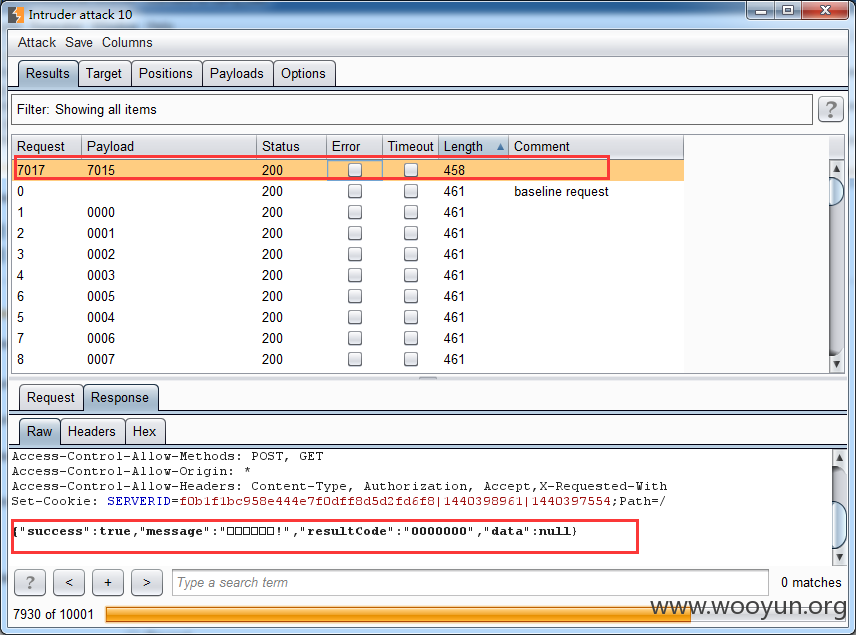 Intruder attack 10
Attack Save Columns
Results Target Positions Payloads Options
Filter: Showing all items ?
Request Payload Status Error Timeout Length Comment
7017 7015 200 458
0 200 461 baseline request
1 0000 200 461
2 0001 200 461
3 0002 200 461
4 0003 200 461
5 0004 200 461
6 0005 200 461
7 0006 200 461
8 0007 200 461
Request Response
Raw Headers Hex
Access-Control-Allow-Methods: POST, GET
Access-Control-Allow-Origin: *
Access-Control-Allow-Headers: Content-Type, Authorization, Accept,X-Requested-With
Set-Cookie: SERVERID=f0b1f1bc958e444e7f0dff8d5d2fd6f8|1440398961|1440397554;Path=/
{"success":true,"message":"□□□□□□!","resultCode":"0000000","data":null}
? < + > Type a search term 0 matches
7930 of 10001
www.wooyun.org